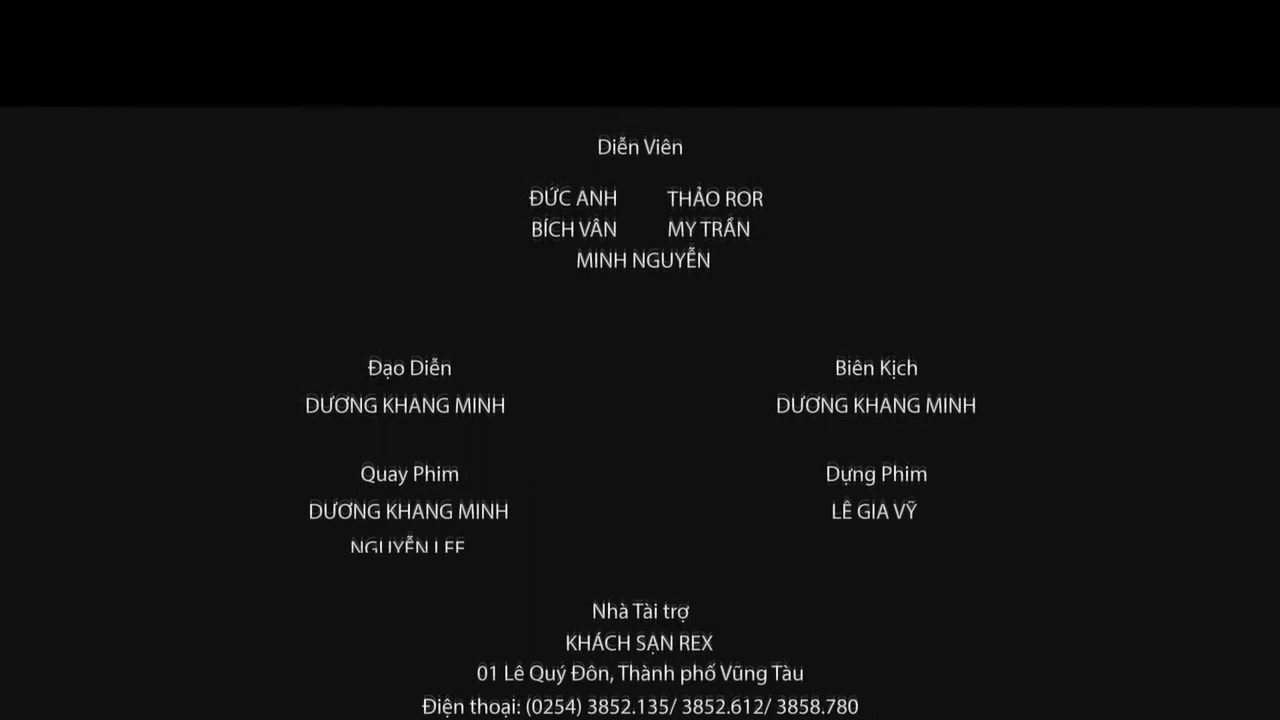 Diễn Viên
ĐỨC ANH THẢO ROR
BÍCH VÂN MY TRẦN
MINH NGUYỄN
Đạo Diễn Biên Kịch
DƯƠNG KHANG MINH DƯƠNG KHANG MINH
Quay Phim Dựng Phim
DƯƠNG KHANG MINH LÊ GIA VỸ
NGUYỄN LEE
Nhà Tài trợ
KHÁCH SẠN REX
01 Lê Quý Đôn, Thành phố Vũng Tàu
Điện thoại: (0254) 3852.135/ 3852.612/ 3858.780